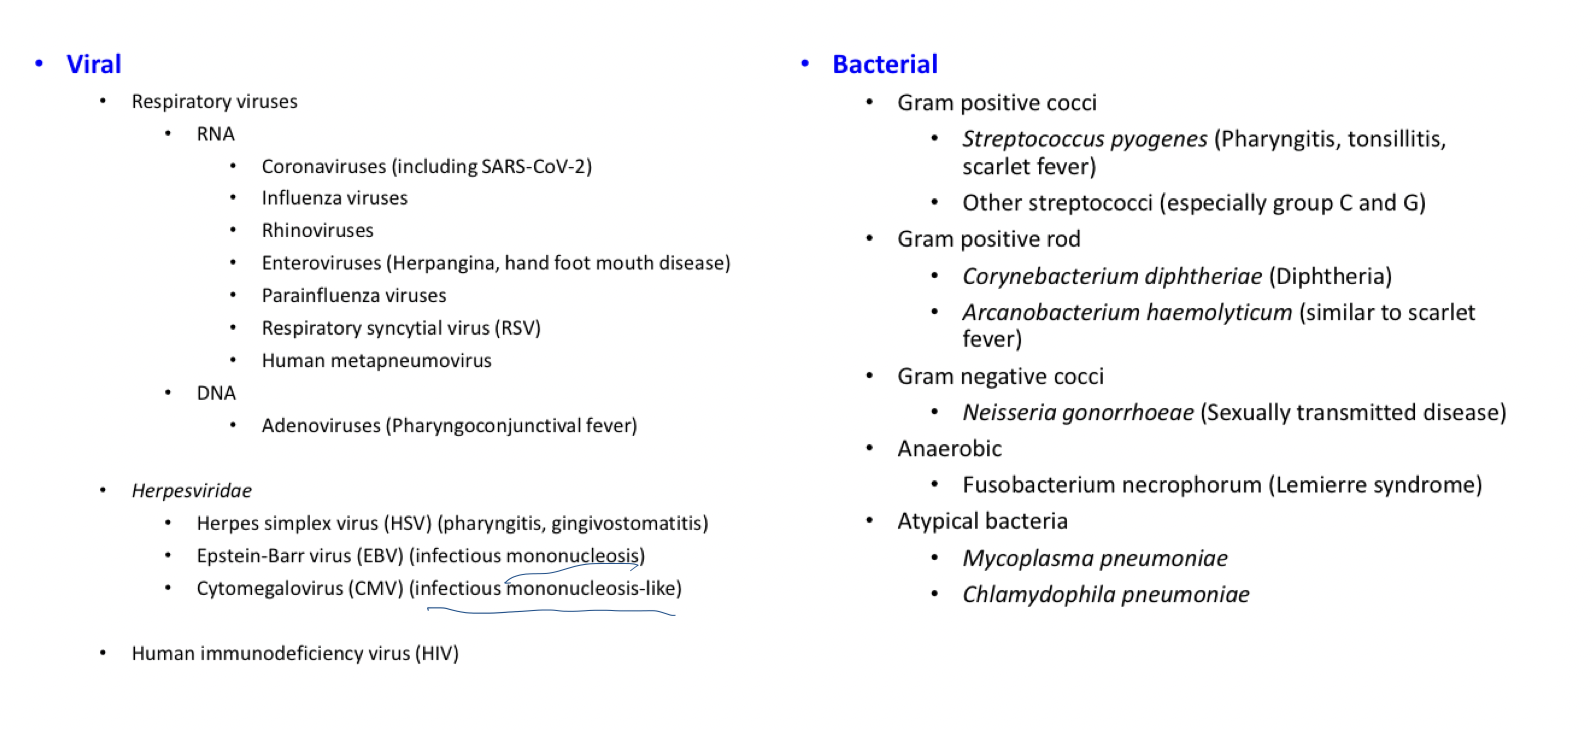 • Viral
• Respiratory viruses
• RNA
• Coronaviruses (including SARS-CoV-2)
• Influenza viruses
• Rhinoviruses
• Enteroviruses (Herpangina, hand foot mouth disease)
• Parainfluenza viruses
• Respiratory syncytial virus (RSV)
• Human metapneumovirus
• DNA
• Adenoviruses (Pharyngoconjunctival fever)
• Herpesviridae
• Herpes simplex virus (HSV) (pharyngitis, gingivostomatitis)
• Epstein-Barr virus (EBV) (infectious mononucleosis)
• Cytomegalovirus (CMV) (infectious mononucleosis-like)
• Human immunodeficiency virus (HIV)
• Bacterial
• Gram positive cocci
• Streptococcus pyogenes (Pharyngitis, tonsillitis,
scarlet fever)
• Other streptococci (especially group C and G)
• Gram positive rod
• Corynebacterium diphtheriae (Diphtheria)
• Arcanobacterium haemolyticum (similar to scarlet
fever)
• Gram negative cocci
• Neisseria gonorrhoeae (Sexually transmitted disease)
• Anaerobic
• Fusobacterium necrophorum (Lemierre syndrome)
• Atypical bacteria
• Mycoplasma pneumoniae
• Chlamydophila pneumoniae